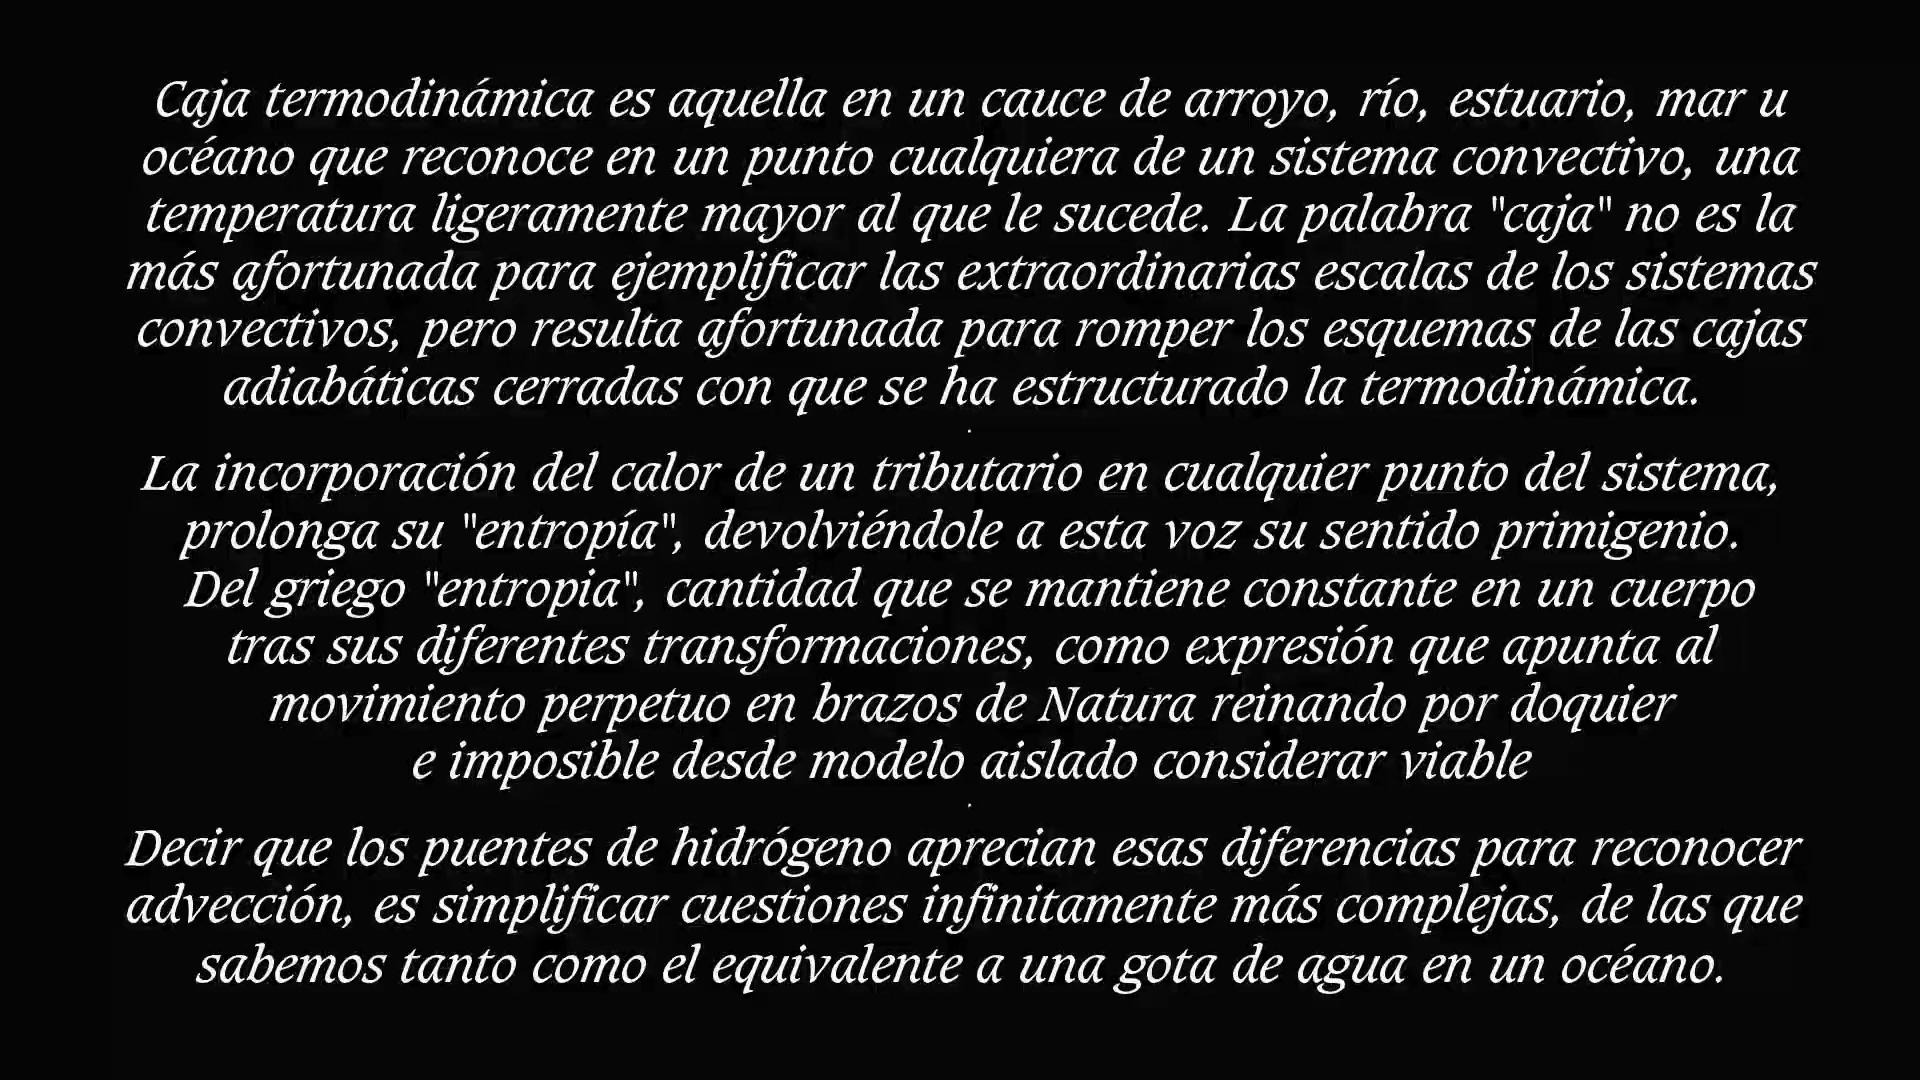 Caja termodinámica es aquella en un cauce de arroyo, río, estuario, mar u
océano que reconoce en un punto cualquiera de un sistema convectivo, una
temperatura ligeramente mayor al que le sucede. La palabra "caja" no es la
más afortunada para ejemplificar las extraordinarias escalas de los sistemas
convectivos, pero resulta afortunada para romper los esquemas de las cajas
adiabáticas cerradas con que se ha estructurado la termodinámica.
.
La incorporación del calor de un tributario en cualquier punto del sistema,
prolonga su "entropía", devolviéndole a esta voz su sentido primigenio.
Del griego "entropia", cantidad que se mantiene constante en un cuerpo
tras sus diferentes transformaciones, como expresión que apunta al
movimiento perpetuo en brazos de Natura reinando por doquier
e imposible desde modelo aislado considerar viable
.
Decir que los puentes de hidrógeno aprecian esas diferencias para reconocer
advección, es simplificar cuestiones infinitamente más complejas, de las que
sabemos tanto como el equivalente a una gota de agua en un océano.